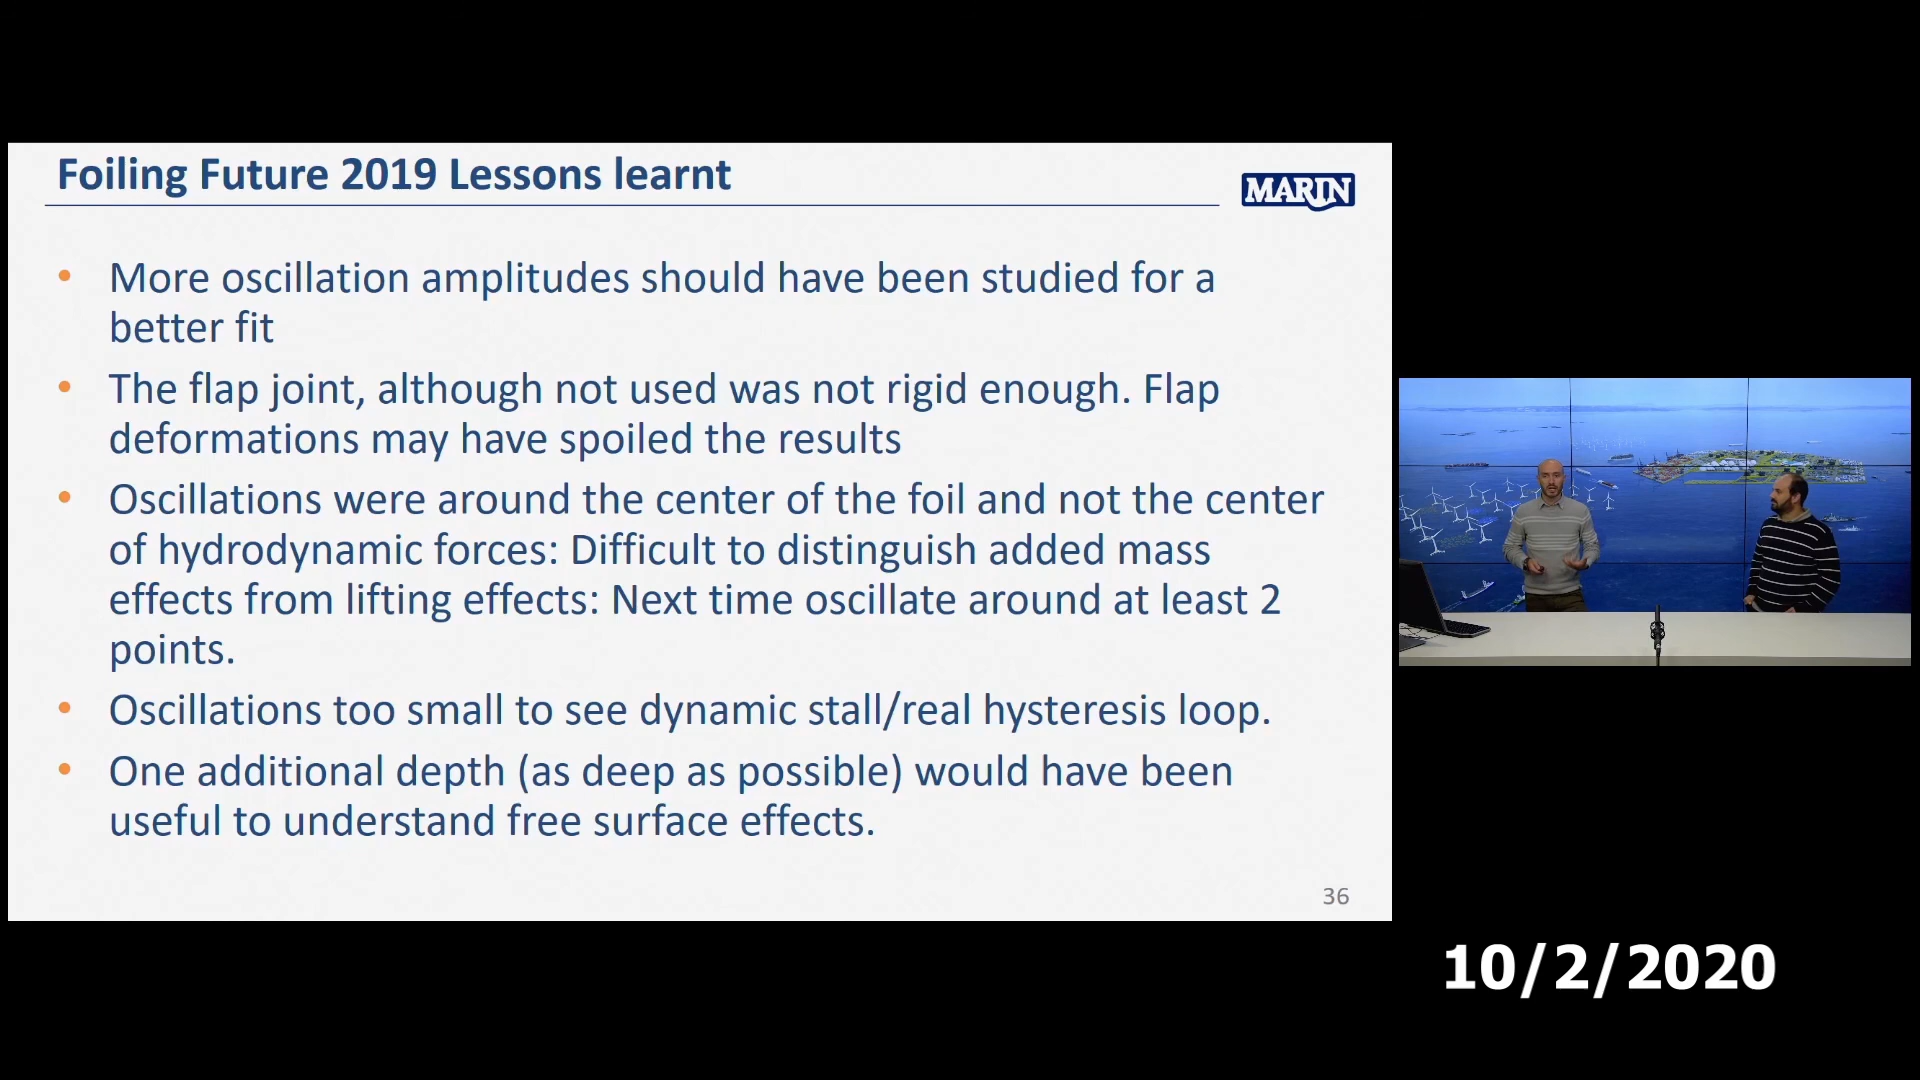 Foiling Future 2019 Lessons learnt
MARIN
• More oscillation amplitudes should have been studied for a
better fit
• The flap joint, although not used was not rigid enough. Flap
deformations may have spoiled the results
• Oscillations were around the center of the foil and not the center
of hydrodynamic forces: Difficult to distinguish added mass
effects from lifting effects: Next time oscillate around at least 2
points.
• Oscillations too small to see dynamic stall/real hysteresis loop.
• One additional depth (as deep as possible) would have been
useful to understand free surface effects.
36
10/2/2020